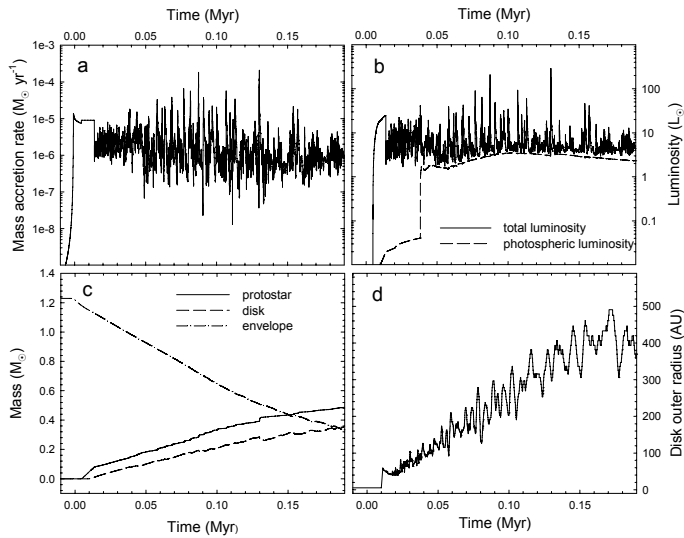 Time (Myr)
Time (Myr)
0.00 0.05 0.10 0.15
0.00 0.05 0.10 0.15
Mass accretion rate (M☉ yr-1)
1e-3
1e-4
1e-5
1e-6
1e-7
1e-8
a
b
100
10
5
1
0.1
Luminosity (L☉)
total luminosity
photospheric luminosity
Mass (M☉)
1.4
1.2
1.0
0.8
0.6
0.4
0.2
0.0
c
protostar
disk
envelope
d
500
400
300
200
100
0
Disk outer radius (AU)
0.00 0.05 0.10 0.15
0.00 0.05 0.10 0.15
Time (Myr)
Time (Myr)